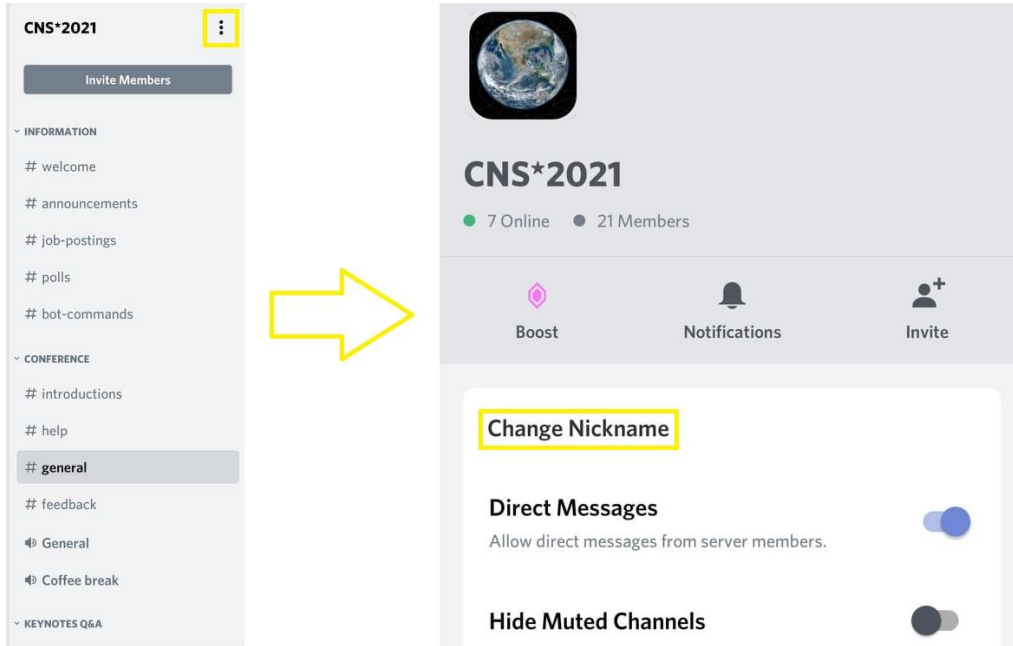 CNS*2021
Invite Members
INFORMATION
# welcome
# announcements
# job-postings
# polls
# bot-commands
CONFERENCE
# introductions
# help
# general
# feedback
General
Coffee break
KEYNOTES Q&A
CNS*2021
7 Online 21 Members
Boost Notifications Invite
Change Nickname
Direct Messages
Allow direct messages from server members.
Hide Muted Channels